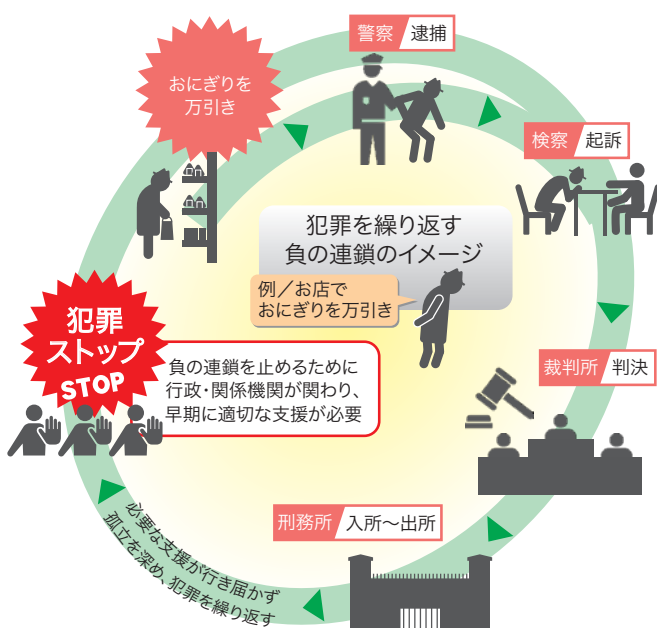 警察 逮捕
おにぎりを
万引き
検察 起訴
犯罪を繰り返す
負の連鎖のイメージ
例／お店で
おにぎりを万引き
犯罪
ストップ
STOP
負の連鎖を止めるために
行政・関係機関が関わり、
早期に適切な支援が必要
裁判所 判決
刑務所 入所～出所
必要な支援が行き届かず
孤立を深め、犯罪を繰り返す